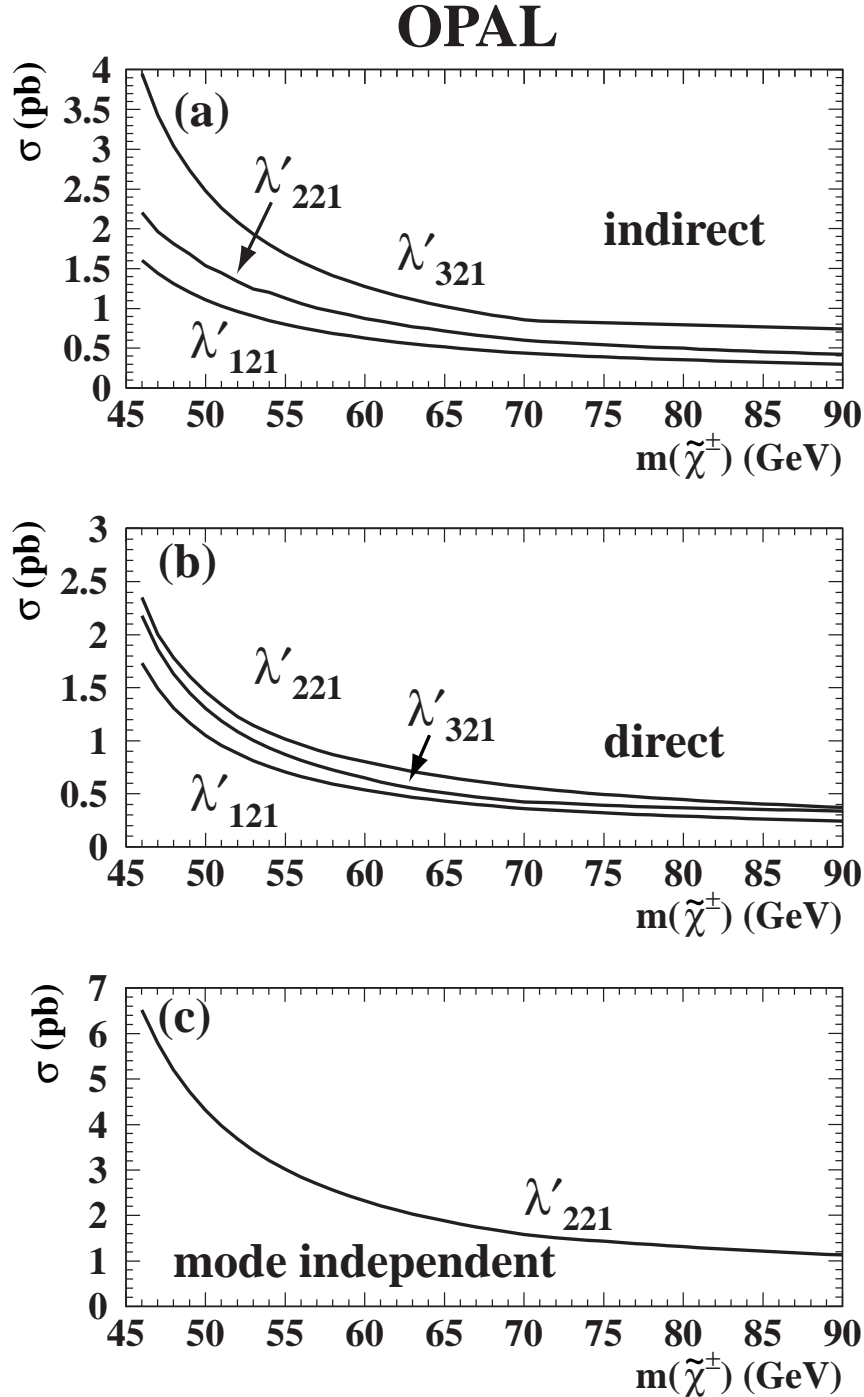 OPAL
σ (pb)
4
3.5
3
2.5
2
1.5
1
0.5
0
(a)
λ′221
λ′321
indirect
λ′121
45 50 55 60 65 70 75 80 85 90
m(χ̃±) (GeV)
σ (pb)
3
2.5
2
1.5
1
0.5
0
(b)
λ′221
λ′321
direct
λ′121
45 50 55 60 65 70 75 80 85 90
m(χ̃±) (GeV)
σ (pb)
7
6
5
4
3
2
1
0
(c)
λ′221
mode independent
45 50 55 60 65 70 75 80 85 90
m(χ̃±) (GeV)